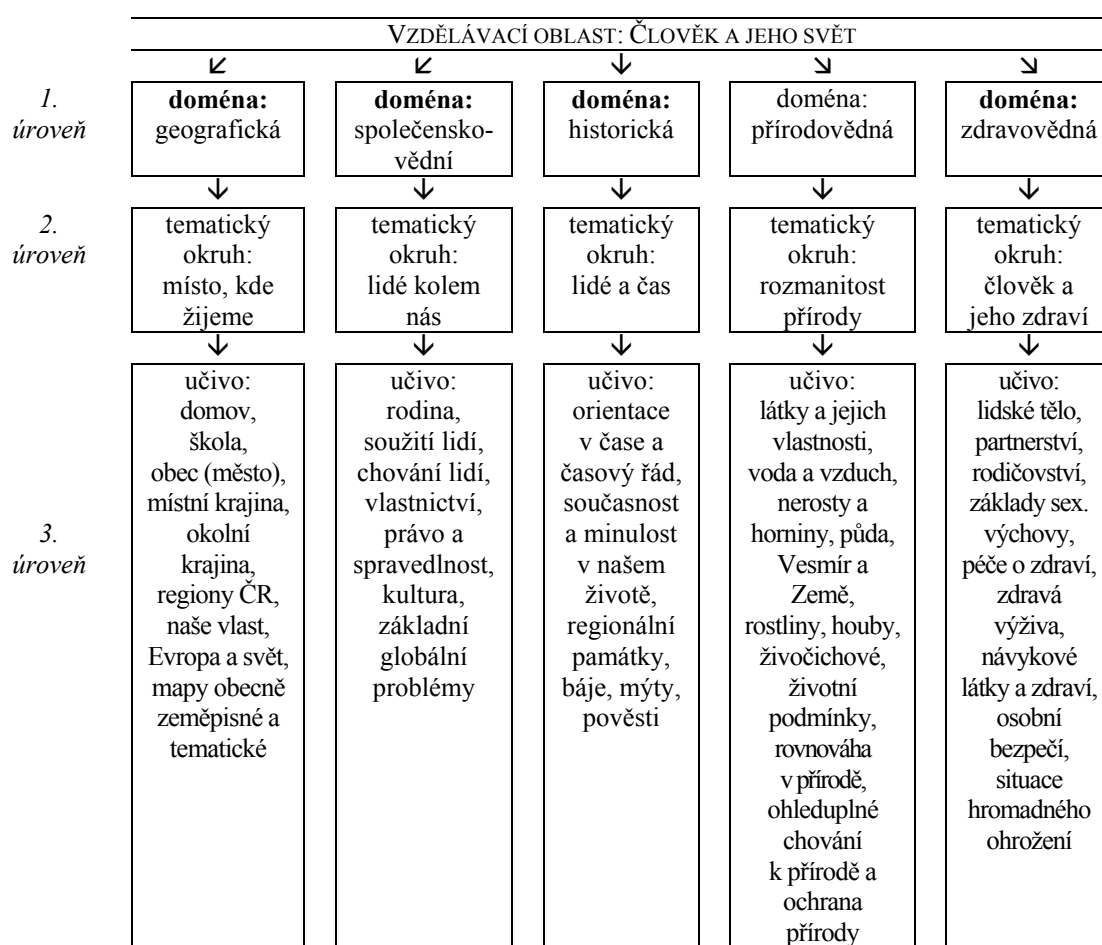 VZDĚLÁVACÍ OBLAST: ČLOVĚK A JEHO SVĚT
1.
úroveň
doména:
geografická
doména:
společensko-
vědní
doména:
historická
doména:
přírodovědná
doména:
zdravovědná
2.
úroveň
tematický
okruh:
místo, kde
žijeme
tematický
okruh:
lidé kolem
nás
tematický
okruh:
lidé a čas
tematický
okruh:
rozmanitost
přírody
tematický
okruh:
člověk a
jeho zdraví
3.
úroveň
učivo:
domov,
škola,
obec (město),
místní krajina,
okolní
krajina,
regiony ČR,
naše vlast,
Evropa a svět,
mapy obecně
zeměpisné a
tematické
učivo:
rodina,
soužití lidí,
chování lidí,
vlastnictví,
právo a
spravedlnost,
kultura,
základní
globální
problémy
učivo:
orientace
v čase a
časový řád,
současnost
a minulost
v našem
životě,
regionální
památky,
báje, mýty,
pověsti
učivo:
látky a jejich
vlastnosti,
voda a vzduch,
nerosty a
horniny, půda,
Vesmír a
Země,
rostliny, houby,
živočichové,
životní
podmínky,
rovnováha
v přírodě,
ohleduplné
chování
k přírodě a
ochrana
přírody
učivo:
lidské tělo,
partnerství,
rodičovství,
základy sex.
výchovy,
péče o zdraví,
zdravá
výživa,
návykové
látky a zdraví,
osobní
bezpečí,
situace
hromadného
ohrožení